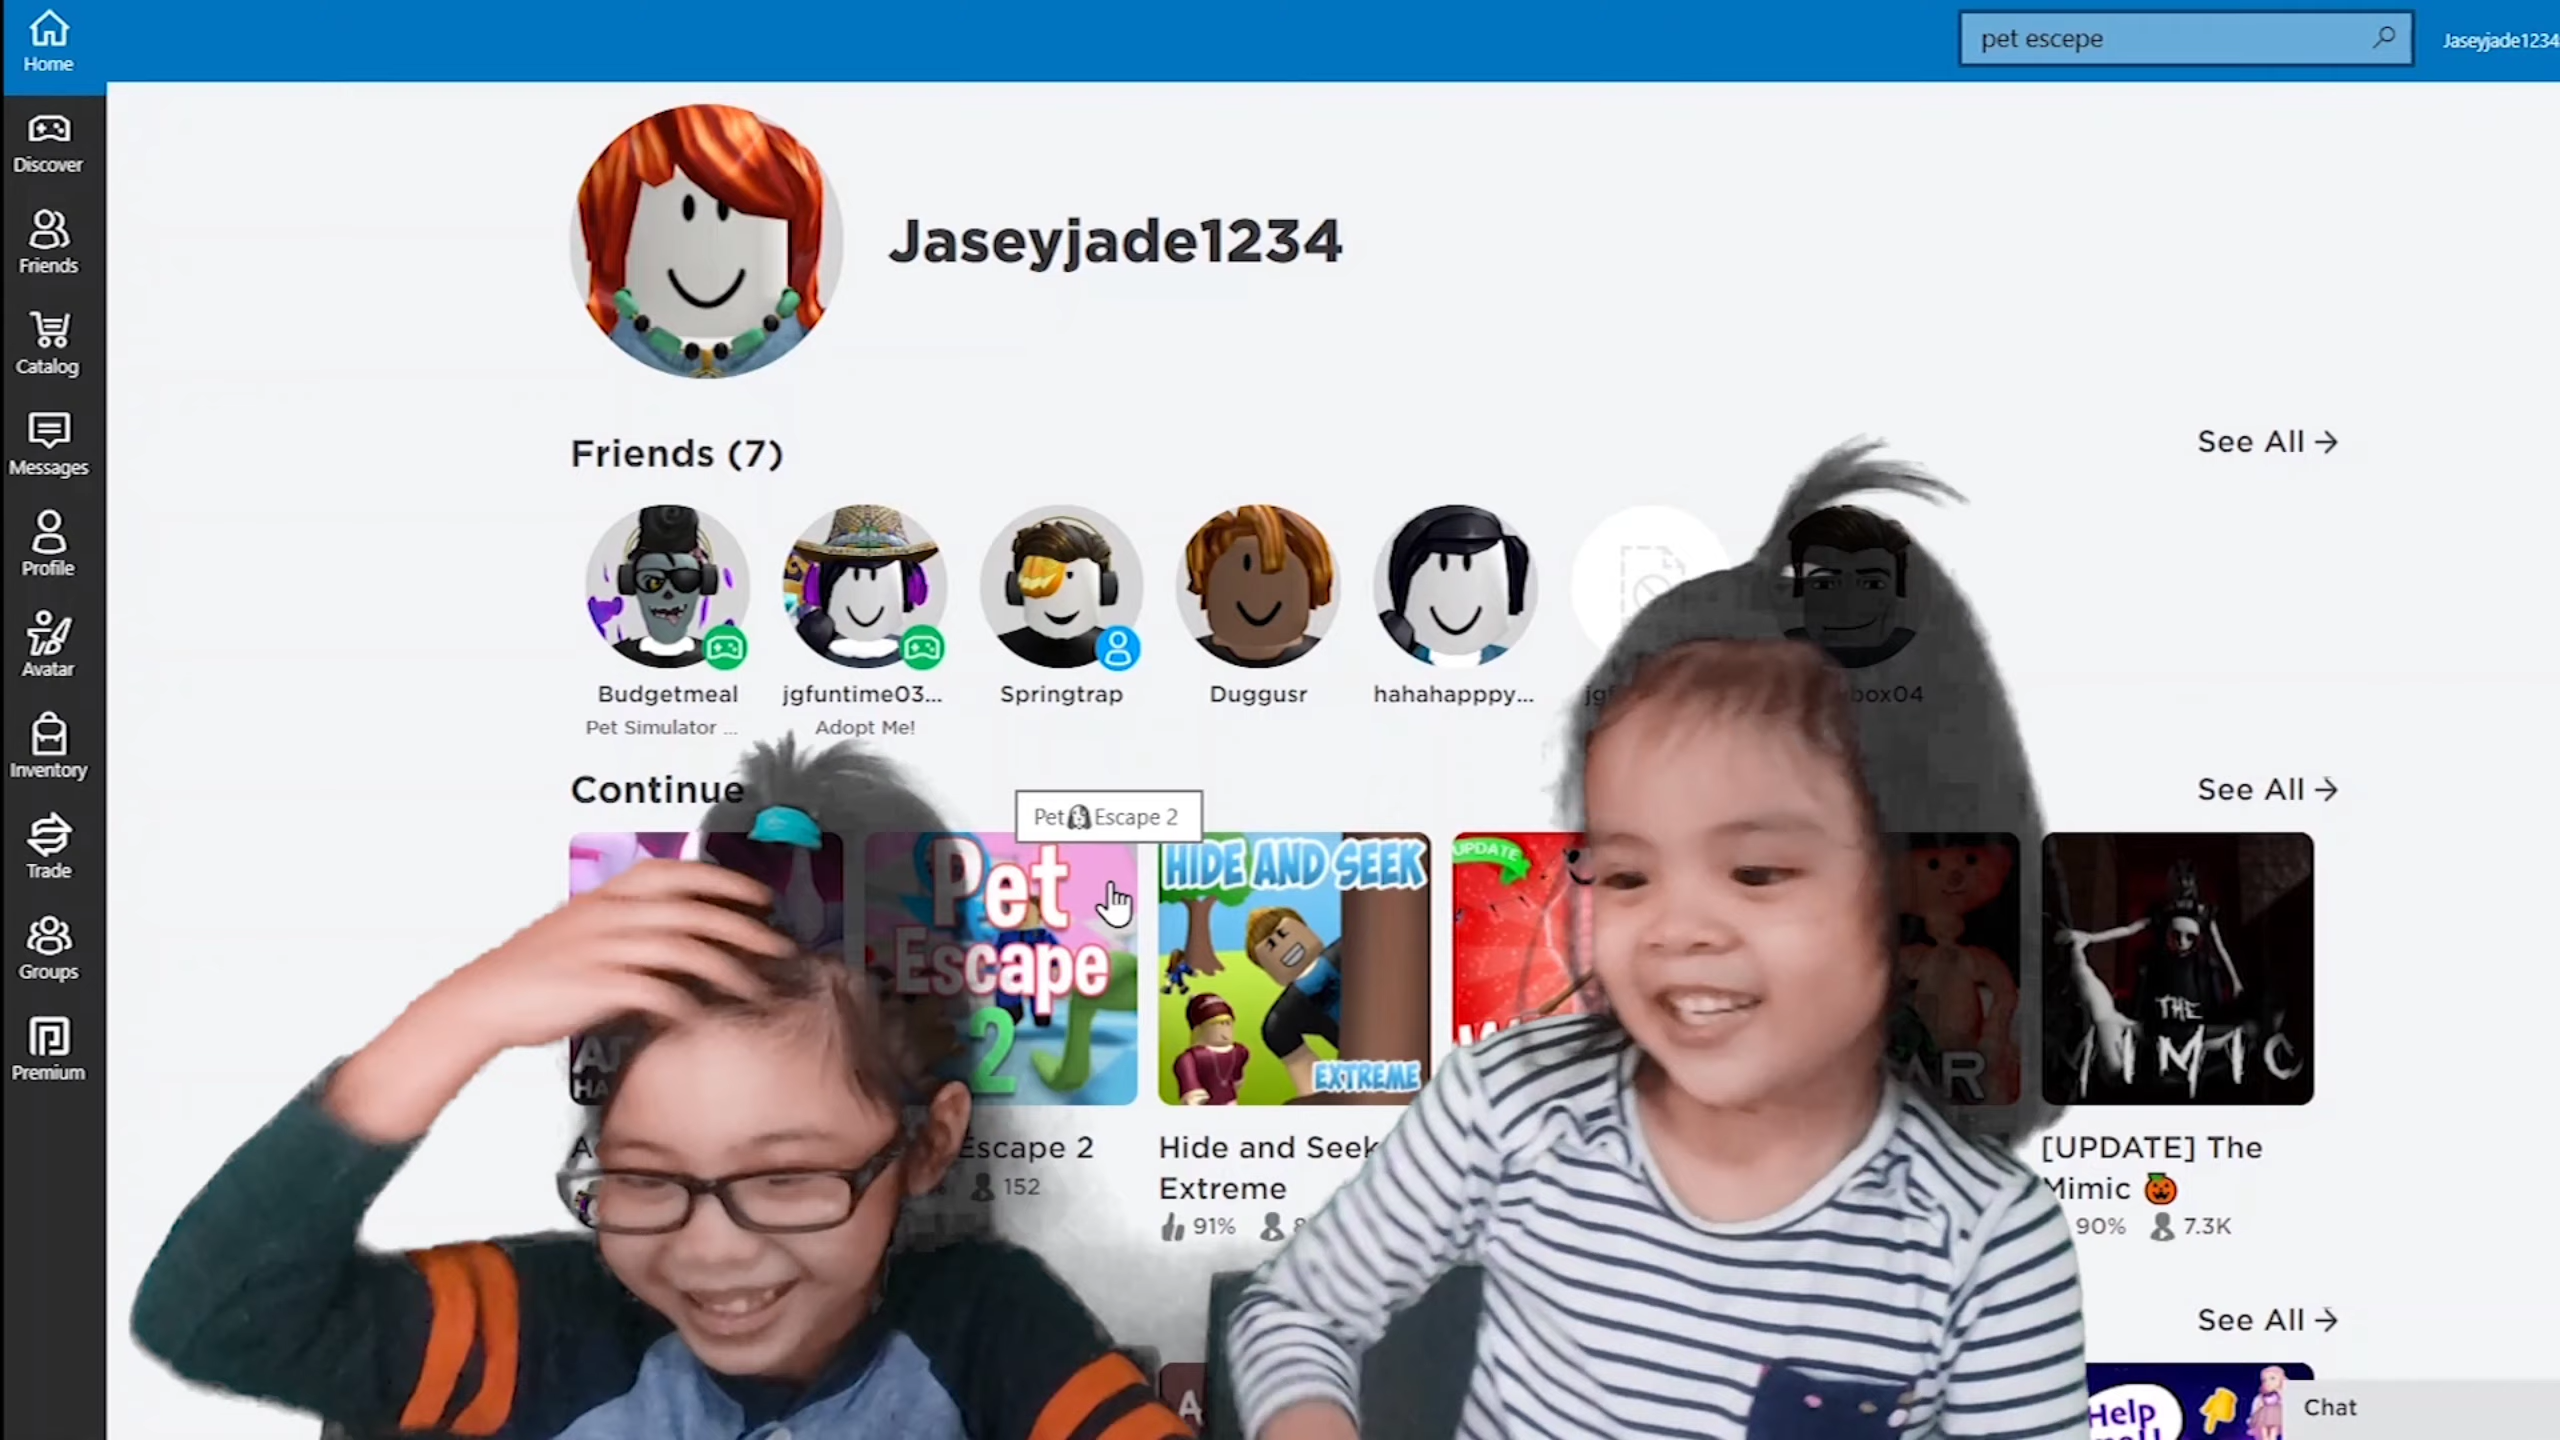 Home
pet escepe
Jaseyjade1234
Discover
Friends
Catalog
Messages
Profile
Avatar
Inventory
Trade
Groups
Premium
Jaseyjade1234
Friends (7)
See All →
Budgetmeal
jgfuntime03...
Springtrap
Duggusr
hahahapppy...
box04
Pet Simulator ...
Adopt Me!
Continue
See All →
Pet Escape 2
Pet
Escape
2
HIDE AND SEEK
EXTREME
UPDATE
THE
MIMIC
Escape 2
152
Hide and Seek
Extreme
91%
[UPDATE] The
Mimic
90%
7.3K
See All →
A
Help
Chat